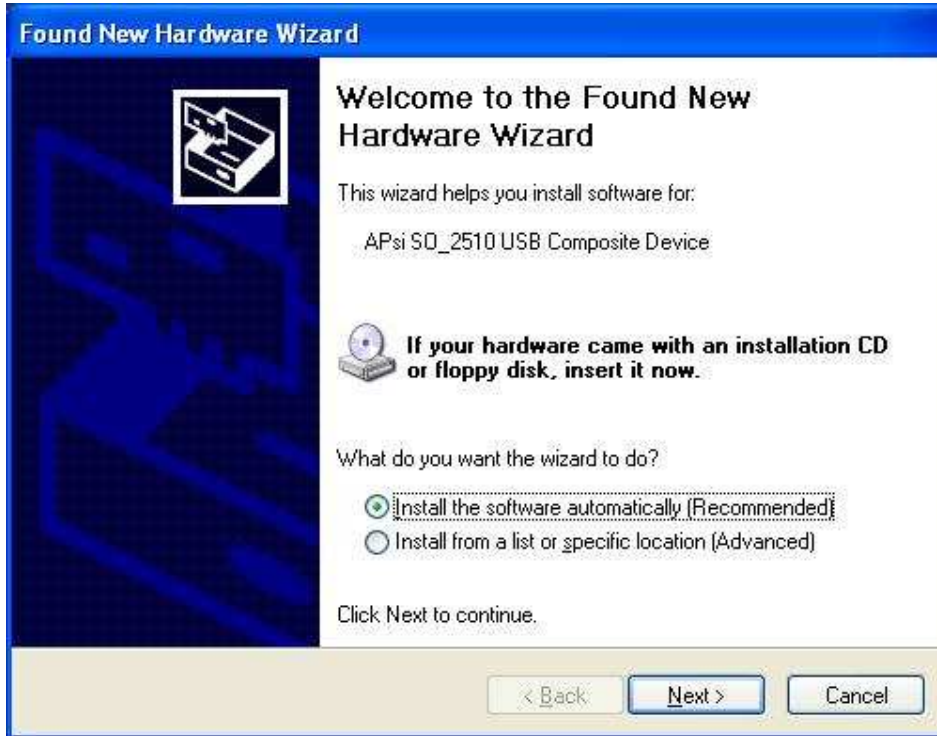 Found New Hardware Wizard
Welcome to the Found New
Hardware Wizard
This wizard helps you install software for:
APsi SO_2510 USB Composite Device
If your hardware came with an installation CD
or floppy disk, insert it now.
What do you want the wizard to do?
Install the software automatically (Recommended)
Install from a list or specific location (Advanced)
Click Next to continue.
< Back Next > Cancel